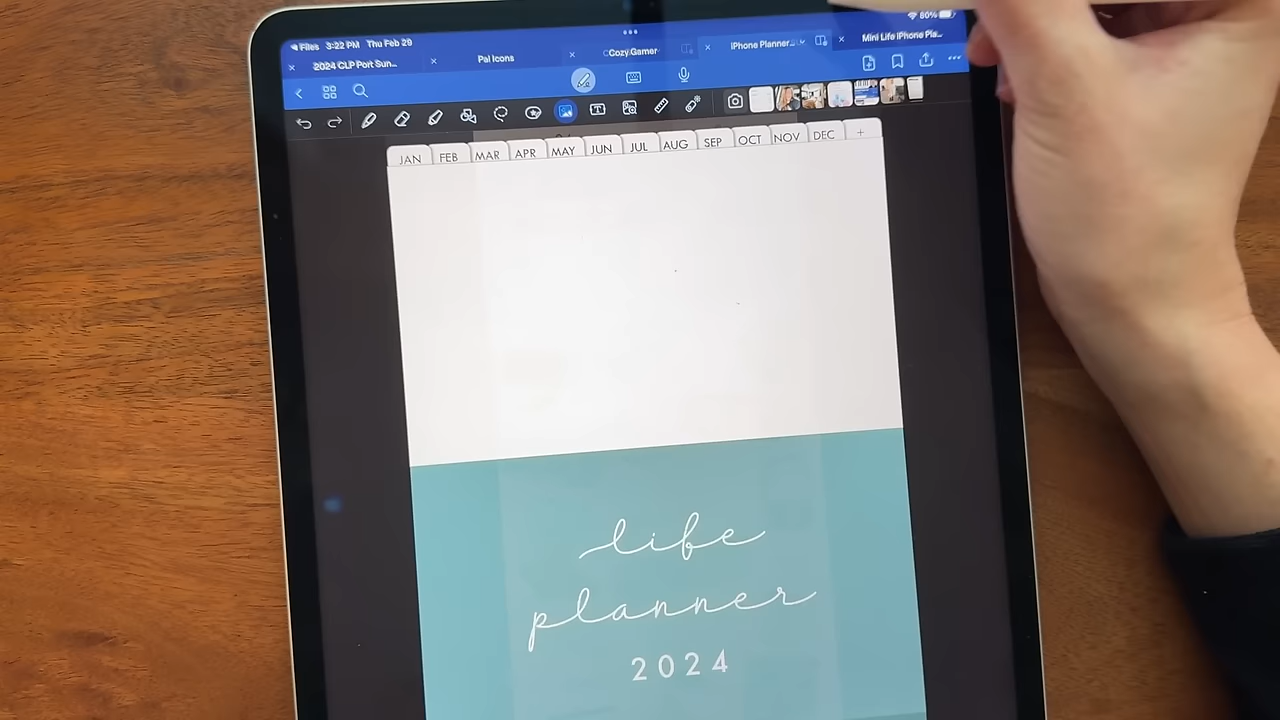 Files 3:22 PM Thu Feb 29
80%
2024 CLP Port Sun...
Pal Icons
Cozy Gamer
iPhone Planner...
Mini Life iPhone Pla...
JAN FEB MAR APR MAY JUN JUL AUG SEP OCT NOV DEC +
life
planner
2024